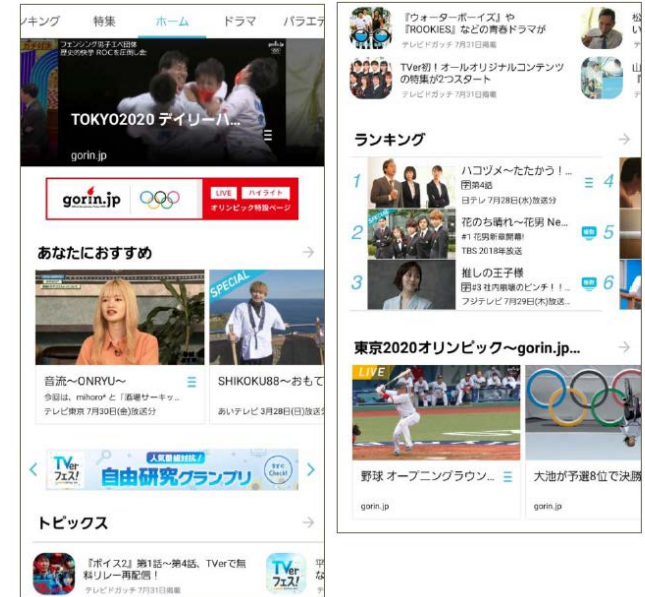 ンキング 特集 ホーム ドラマ バラエテ
フェンシング男子エペ団体
歴史的快挙 ROCを圧倒し金
gorin.jp
TOKYO2020 デイリーハ...
gorin.jp
gorin.jp
LIVE ハイライト
オリンピック特設ページ
あなたにおすすめ
SPECIAL
音流〜ONRYU〜
今回は、mihoro* と「酒場サーキッ...
テレビ東京 7月30日(金)放送分
SHIKOKU88〜おもて
あいテレビ 3月28日(日)放送分
TVer
フェス!
人気番組対抗!
自由研究グランプリ
Check!
トピックス
『ボイス2』第1話〜第4話、TVerで無
料リレー再配信！
テレビドガッチ 7月31日掲載
TVer
フェス!
『ウォーターボーイズ』や
『ROOKIES』などの青春ドラマが
テレビドガッチ 7月31日掲載
TVer初！オールオリジナルコンテンツ
の特集が2つスタート
テレビドガッチ 7月31日掲載
ランキング
1
ハコヅメ〜たたかう！...
字第4話
日テレ 7月28日(水)放送分
2
SPECIAL
花のち晴れ〜花男 Ne...
#1 花男新章開幕!
TBS 2018年放送
3
推しの王子様
字#3 社内崩壊のピンチ！！...
フジテレビ 7月29日(木)放送...
4
5
6
東京2020オリンピック〜gorin.jp...
LIVE
野球 オープニングラウン...
gorin.jp
大池が予選8位で決勝
gorin.jp